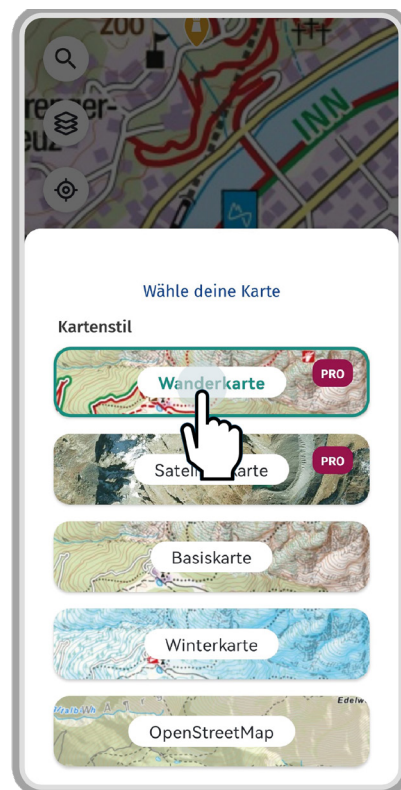 ZOO
INN
Wähle deine Karte
Kartenstil
Wanderkarte
PRO
PRO
Basiskarte
Winterkarte
OpenStreetMap